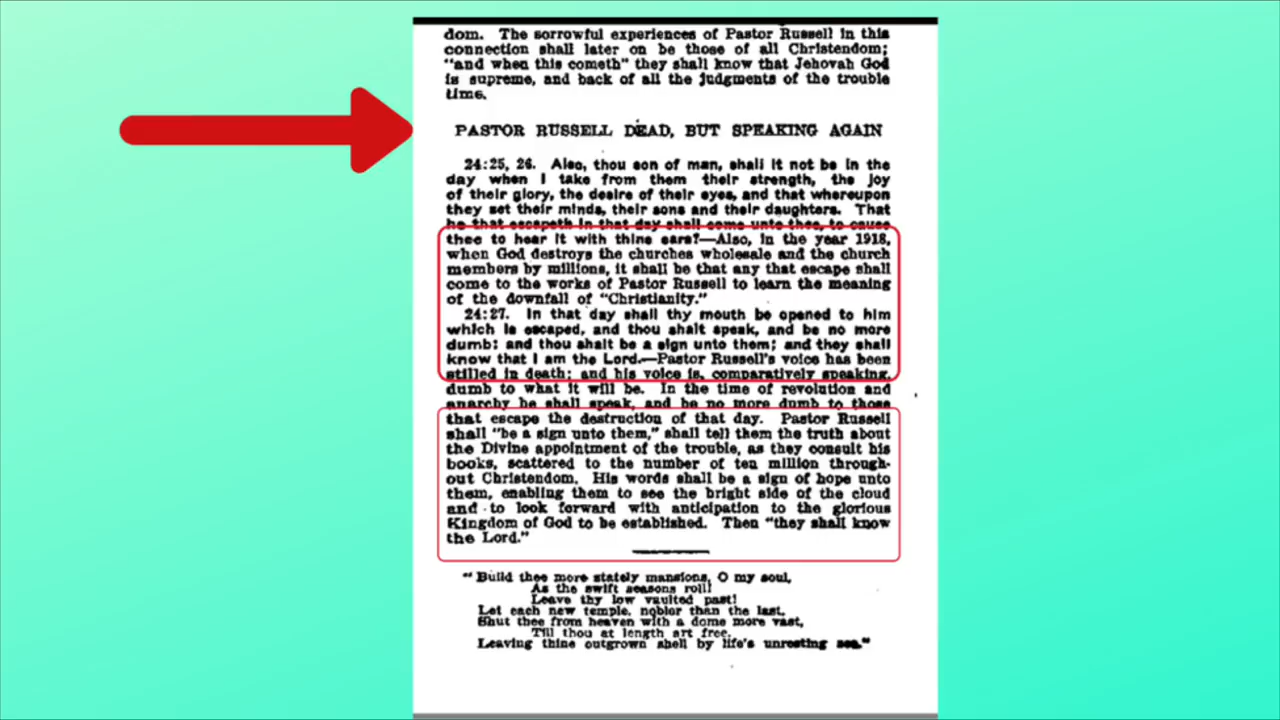 dom. The sorrowful experiences of Pastor Russell in this
connection shall later on be those of all Christendom;
"and when this cometh" they shall know that Jehovah God
is supreme, and back of all the judgments of the trouble
time.
PASTOR RUSSELL DEAD, BUT SPEAKING AGAIN
24:25, 26. Also, thou son of man, shall it not be in the
day when I take from them their strength, the joy
of their glory, the desire of their eyes, and that whereupon
they set their minds, their sons and their daughters. That
he that escapeth in that day shall come unto thee, to cause
thee to hear it with thine ears?—Also, in the year 1918,
when God destroys the churches wholesale and the church
members by millions, it shall be that any that escape shall
come to the works of Pastor Russell to learn the meaning
of the downfall of "Christianity."
24:27. In that day shall thy mouth be opened to him
which is escaped, and thou shalt speak, and be no more
dumb: and thou shalt be a sign unto them; and they shall
know that I am the Lord.—Pastor Russell's voice has been
stilled in death; and his voice is, comparatively speaking,
dumb to what it will be. In the time of revolution and
anarchy he shall speak, and be no more dumb to those
that escape the destruction of that day. Pastor Russell
shall "be a sign unto them," shall tell them the truth about
the Divine appointment of the trouble, as they consult his
books, scattered to the number of ten million through-
out Christendom. His words shall be a sign of hope unto
them, enabling them to see the bright side of the cloud
and to look forward with anticipation to the glorious
Kingdom of God to be established. Then "they shall know
the Lord."
"Build thee more stately mansions, O my soul,
As the swift seasons roll!
Leave thy low vaulted past!
Let each new temple, nobler than the last,
Shut thee from heaven with a dome more vast,
Till thou at length art free,
Leaving thine outgrown shell by life's unresting sea."